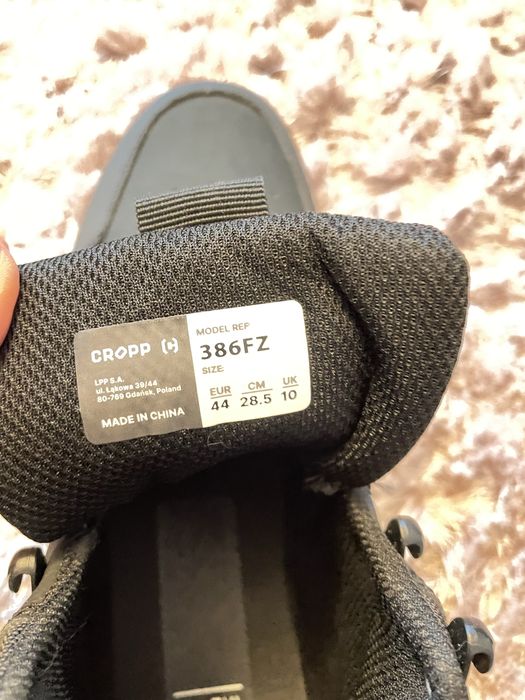 CROPP (C)
LPP S.A.
ul. Łąkowa 39/44
80-769 Gdańsk, Poland
MADE IN CHINA
MODEL REF
386FZ
SIZE:
EUR CM UK
44 28.5 10